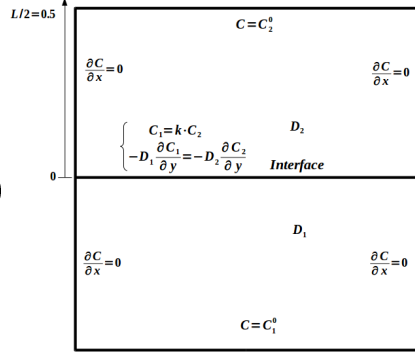 L/2=0.5
C=C₂⁰
∂C/∂x=0
∂C/∂x=0
D₂
C₁=k·C₂
−D₁ ∂C₁/∂y=−D₂ ∂C₂/∂y
Interface
0
)
D₁
∂C/∂x=0
∂C/∂x=0
C=C₁⁰